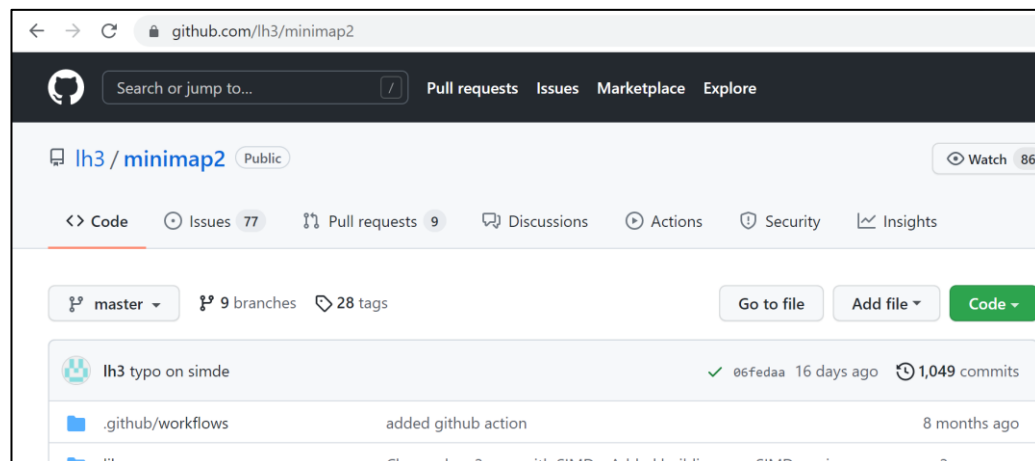 github.com/lh3/minimap2
Search or jump to... / Pull requests Issues Marketplace Explore
lh3 / minimap2 Public Watch 86
<> Code Issues 77 Pull requests 9 Discussions Actions Security Insights
master 9 branches 28 tags Go to file Add file Code
lh3 typo on simde 06fedaa 16 days ago 1,049 commits
.github/workflows added github action 8 months ago